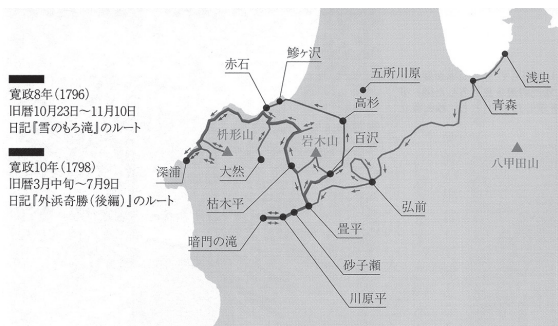 寛政8年(1796)
旧暦10月23日～11月10日
日記『雪のもろ滝』のルート
寛政10年(1798)
旧暦3月中旬～7月9日
日記『外浜奇勝(後編)』のルート
赤石
鰺ヶ沢
五所川原
浅虫
高杉
青森
枡形山
岩木山
百沢
八甲田山
深浦
大然
枯木平
弘前
畳平
暗門の滝
砂子瀬
川原平